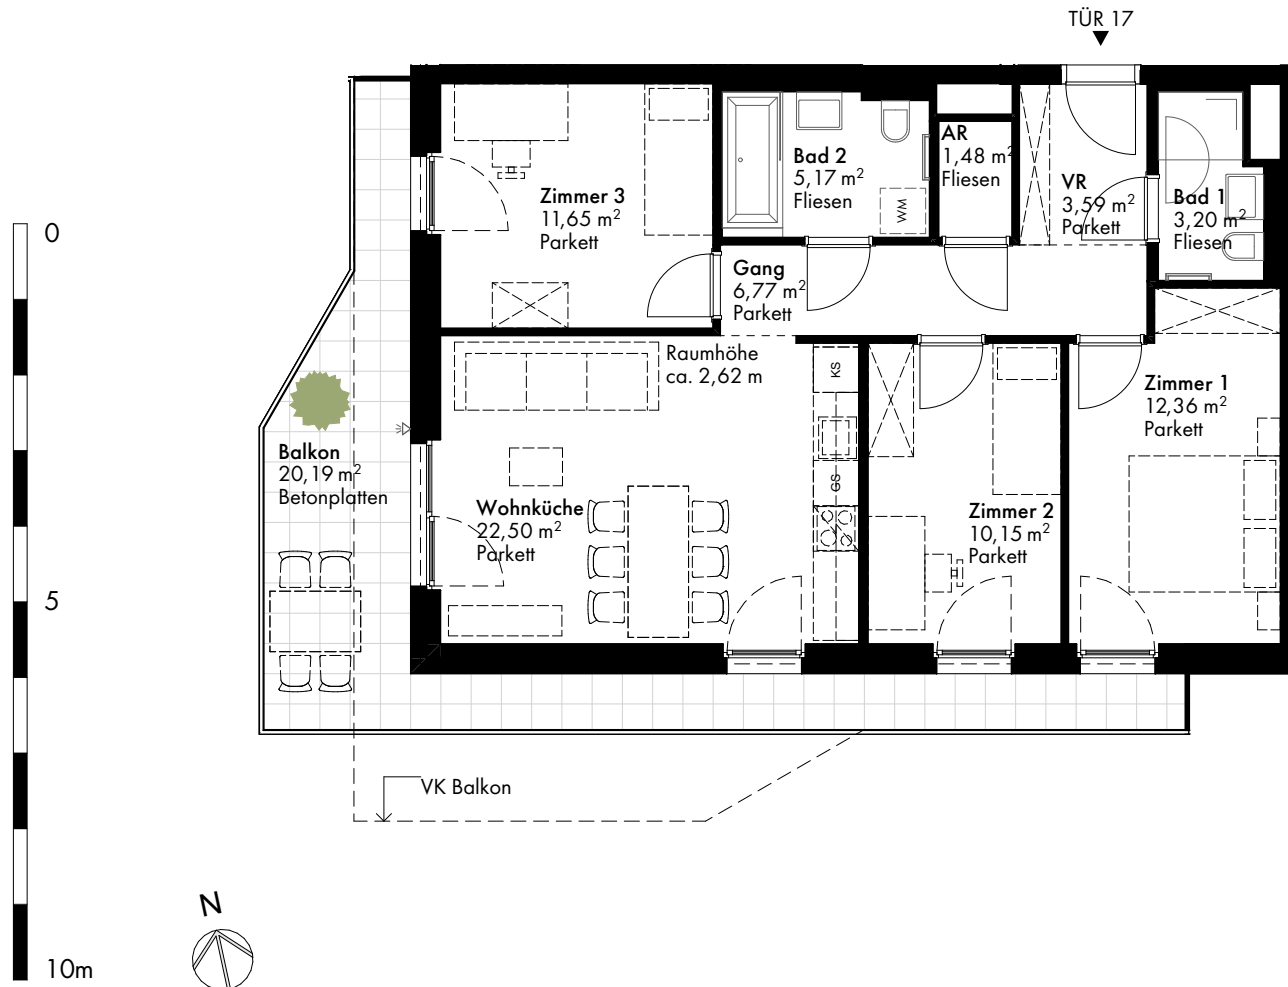 TÜR 17
Zimmer 3
11,65 m²
Parkett
Bad 2
5,17 m²
Fliesen
WM
AR
1,48 m²
Fliesen
VR
3,59 m²
Parkett
Bad 1
3,20 m²
Fliesen
Gang
6,77 m²
Parkett
Raumhöhe
ca. 2,62 m
KS
GS
Zimmer 1
12,36 m²
Parkett
Balkon
20,19 m²
Betonplatten
Wohnküche
22,50 m²
Parkett
Zimmer 2
10,15 m²
Parkett
VK Balkon
0
5
10m
N